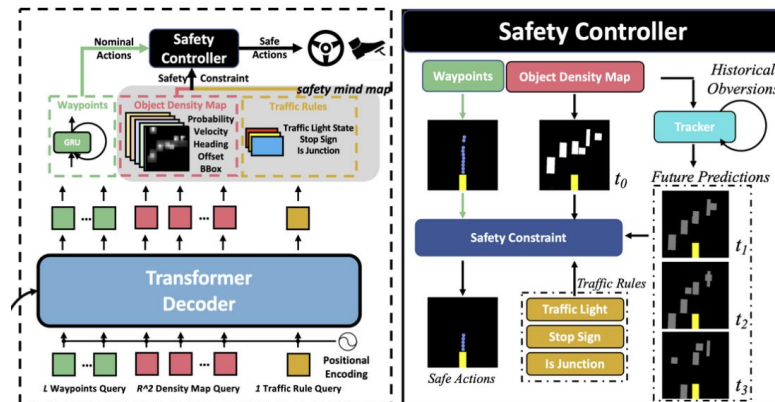 Nominal
Actions
Safety
Controller
Safe
Actions
Safety
Constraint
safety mind map
Waypoints
GRU
Object Density Map
Probability
Velocity
Heading
Offset
BBox
Traffic Rules
Traffic Light State
Stop Sign
Is Junction
...
...
Transformer
Decoder
Positional
Encoding
...
...
L Waypoints Query
R^2 Density Map Query
1 Traffic Rule Query
Safety Controller
Waypoints
Object Density Map
Historical
Obversions
Tracker
t0
Future Predictions
Safety Constraint
t1
Traffic Rules
Traffic Light
Stop Sign
Is Junction
t2
Safe Actions
t3